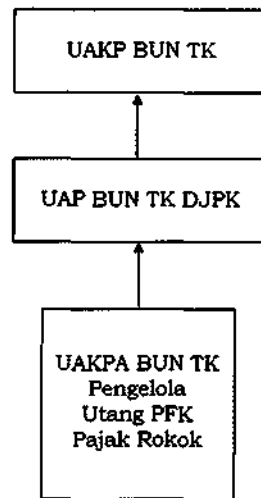 UAKP BUN TK
UAP BUN TK DJPK
UAKPA BUN TK
Pengelola
Utang PFK
Pajak Rokok